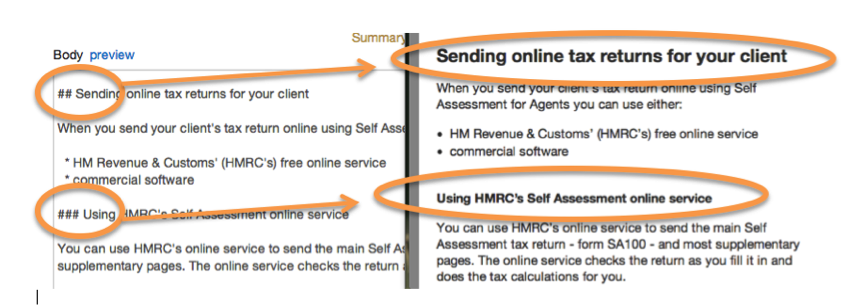 Summary
Body preview
## Sending online tax returns for your client
When you send your client's tax return online using Self Asse
* HM Revenue & Customs' (HMRC's) free online service
* commercial software
### Using HMRC's Self Assessment online service
You can use HMRC's online service to send the main Self As
supplementary pages. The online service checks the return a
Sending online tax returns for your client
When you send your client's tax return online using Self
Assessment for Agents you can use either:
• HM Revenue & Customs' (HMRC's) free online service
• commercial software
Using HMRC's Self Assessment online service
You can use HMRC's online service to send the main Self
Assessment tax return - form SA100 - and most supplementary
pages. The online service checks the return as you fill it in and
does the tax calculations for you.